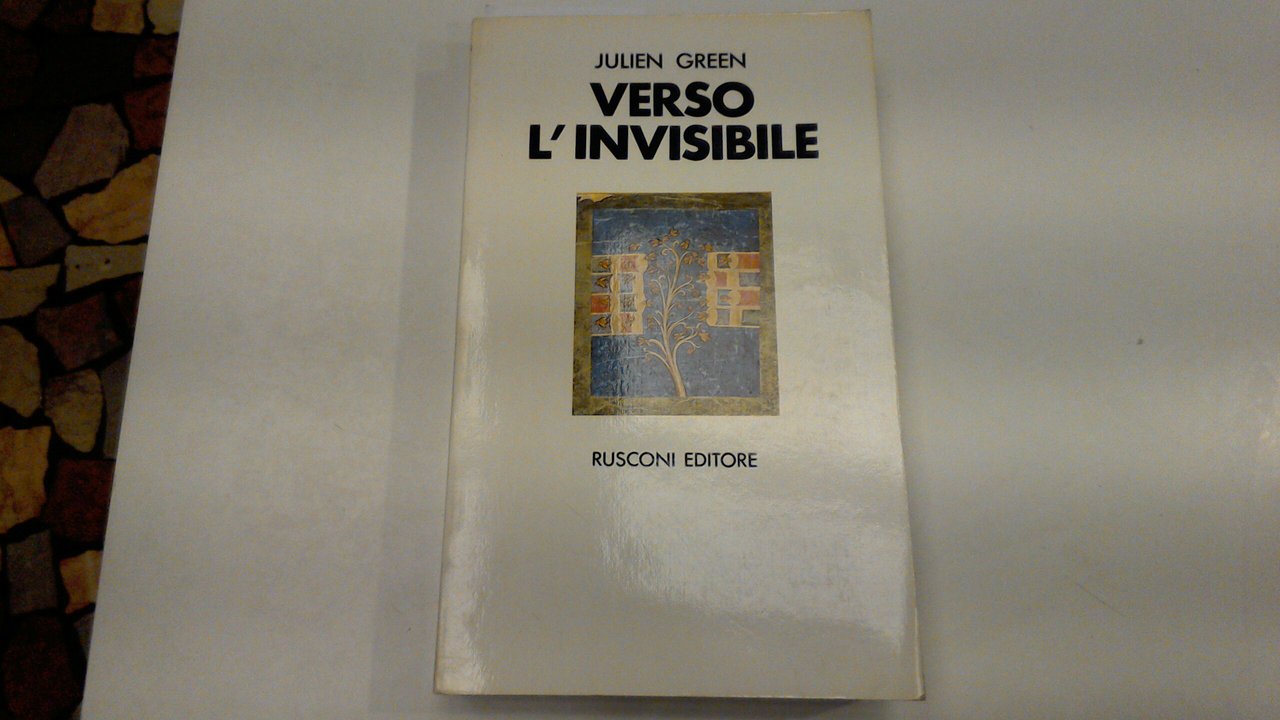 JULIEN GREEN
VERSO
L'INVISIBILE
RUSCONI EDITORE